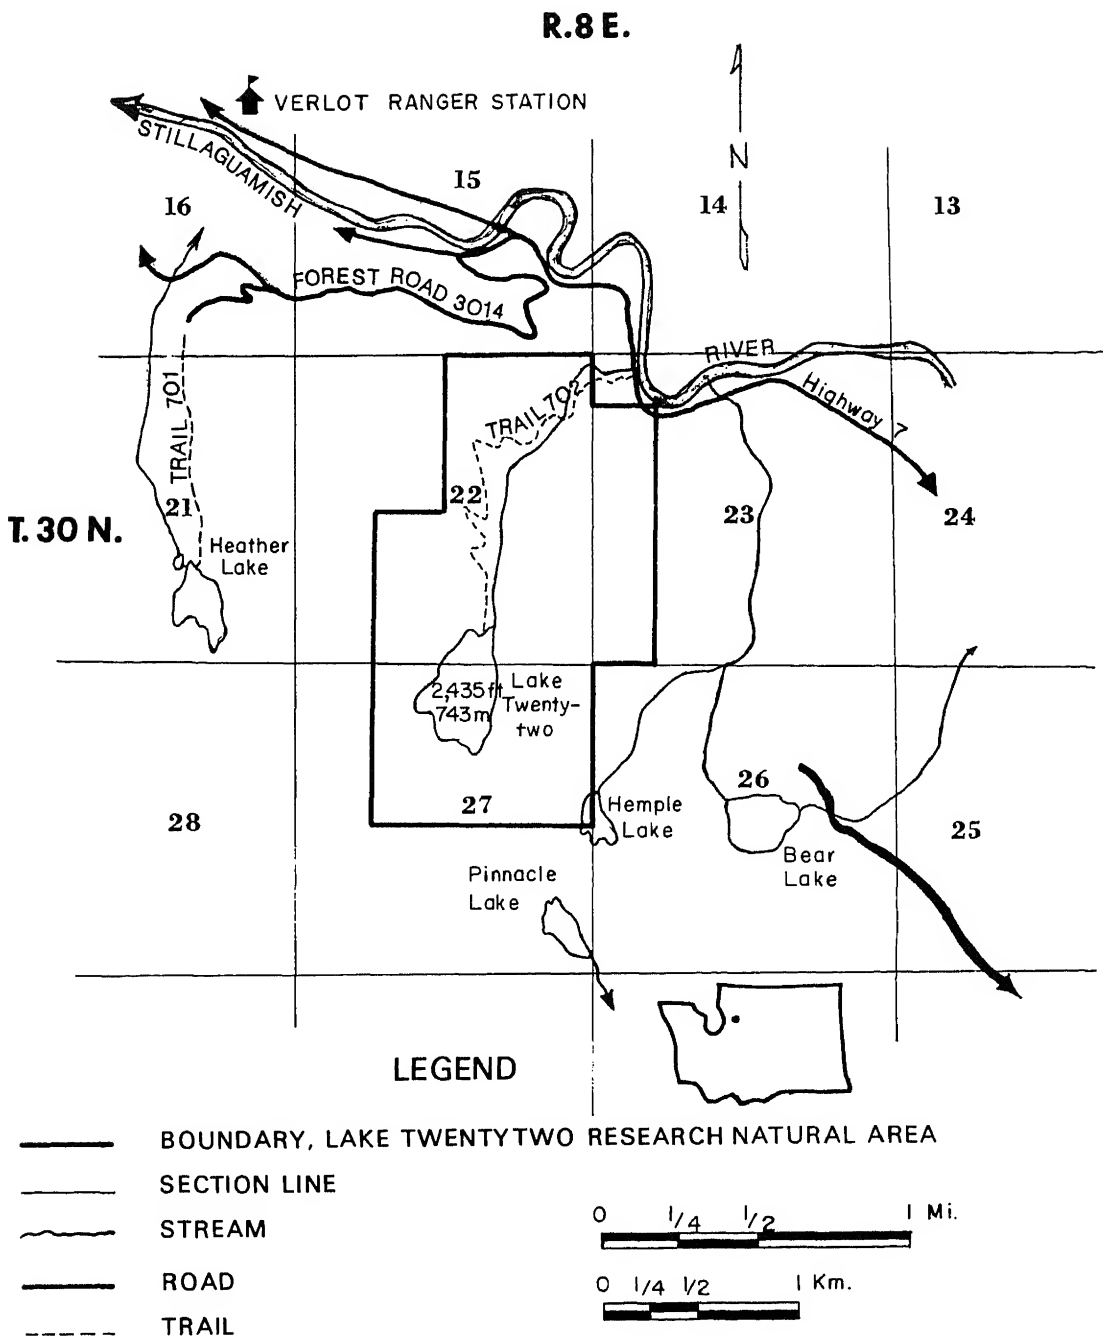 R.8 E.
VERLOT RANGER STATION
N
STILLAGUAMISH
15
16
14
13
FOREST ROAD 3014
RIVER
TRAIL 701
TRAIL 702
Highway 7
22
21
23
24
T. 30 N.
Heather
Lake
2,435 ft
743 m
Lake
Twenty-
two
26
27
28
25
Hemple
Lake
Bear
Lake
Pinnacle
Lake
LEGEND
BOUNDARY, LAKE TWENTYTWO RESEARCH NATURAL AREA
SECTION LINE
STREAM
ROAD
TRAIL
0 1/4 1/2 1 Mi.
0 1/4 1/2 1 Km.